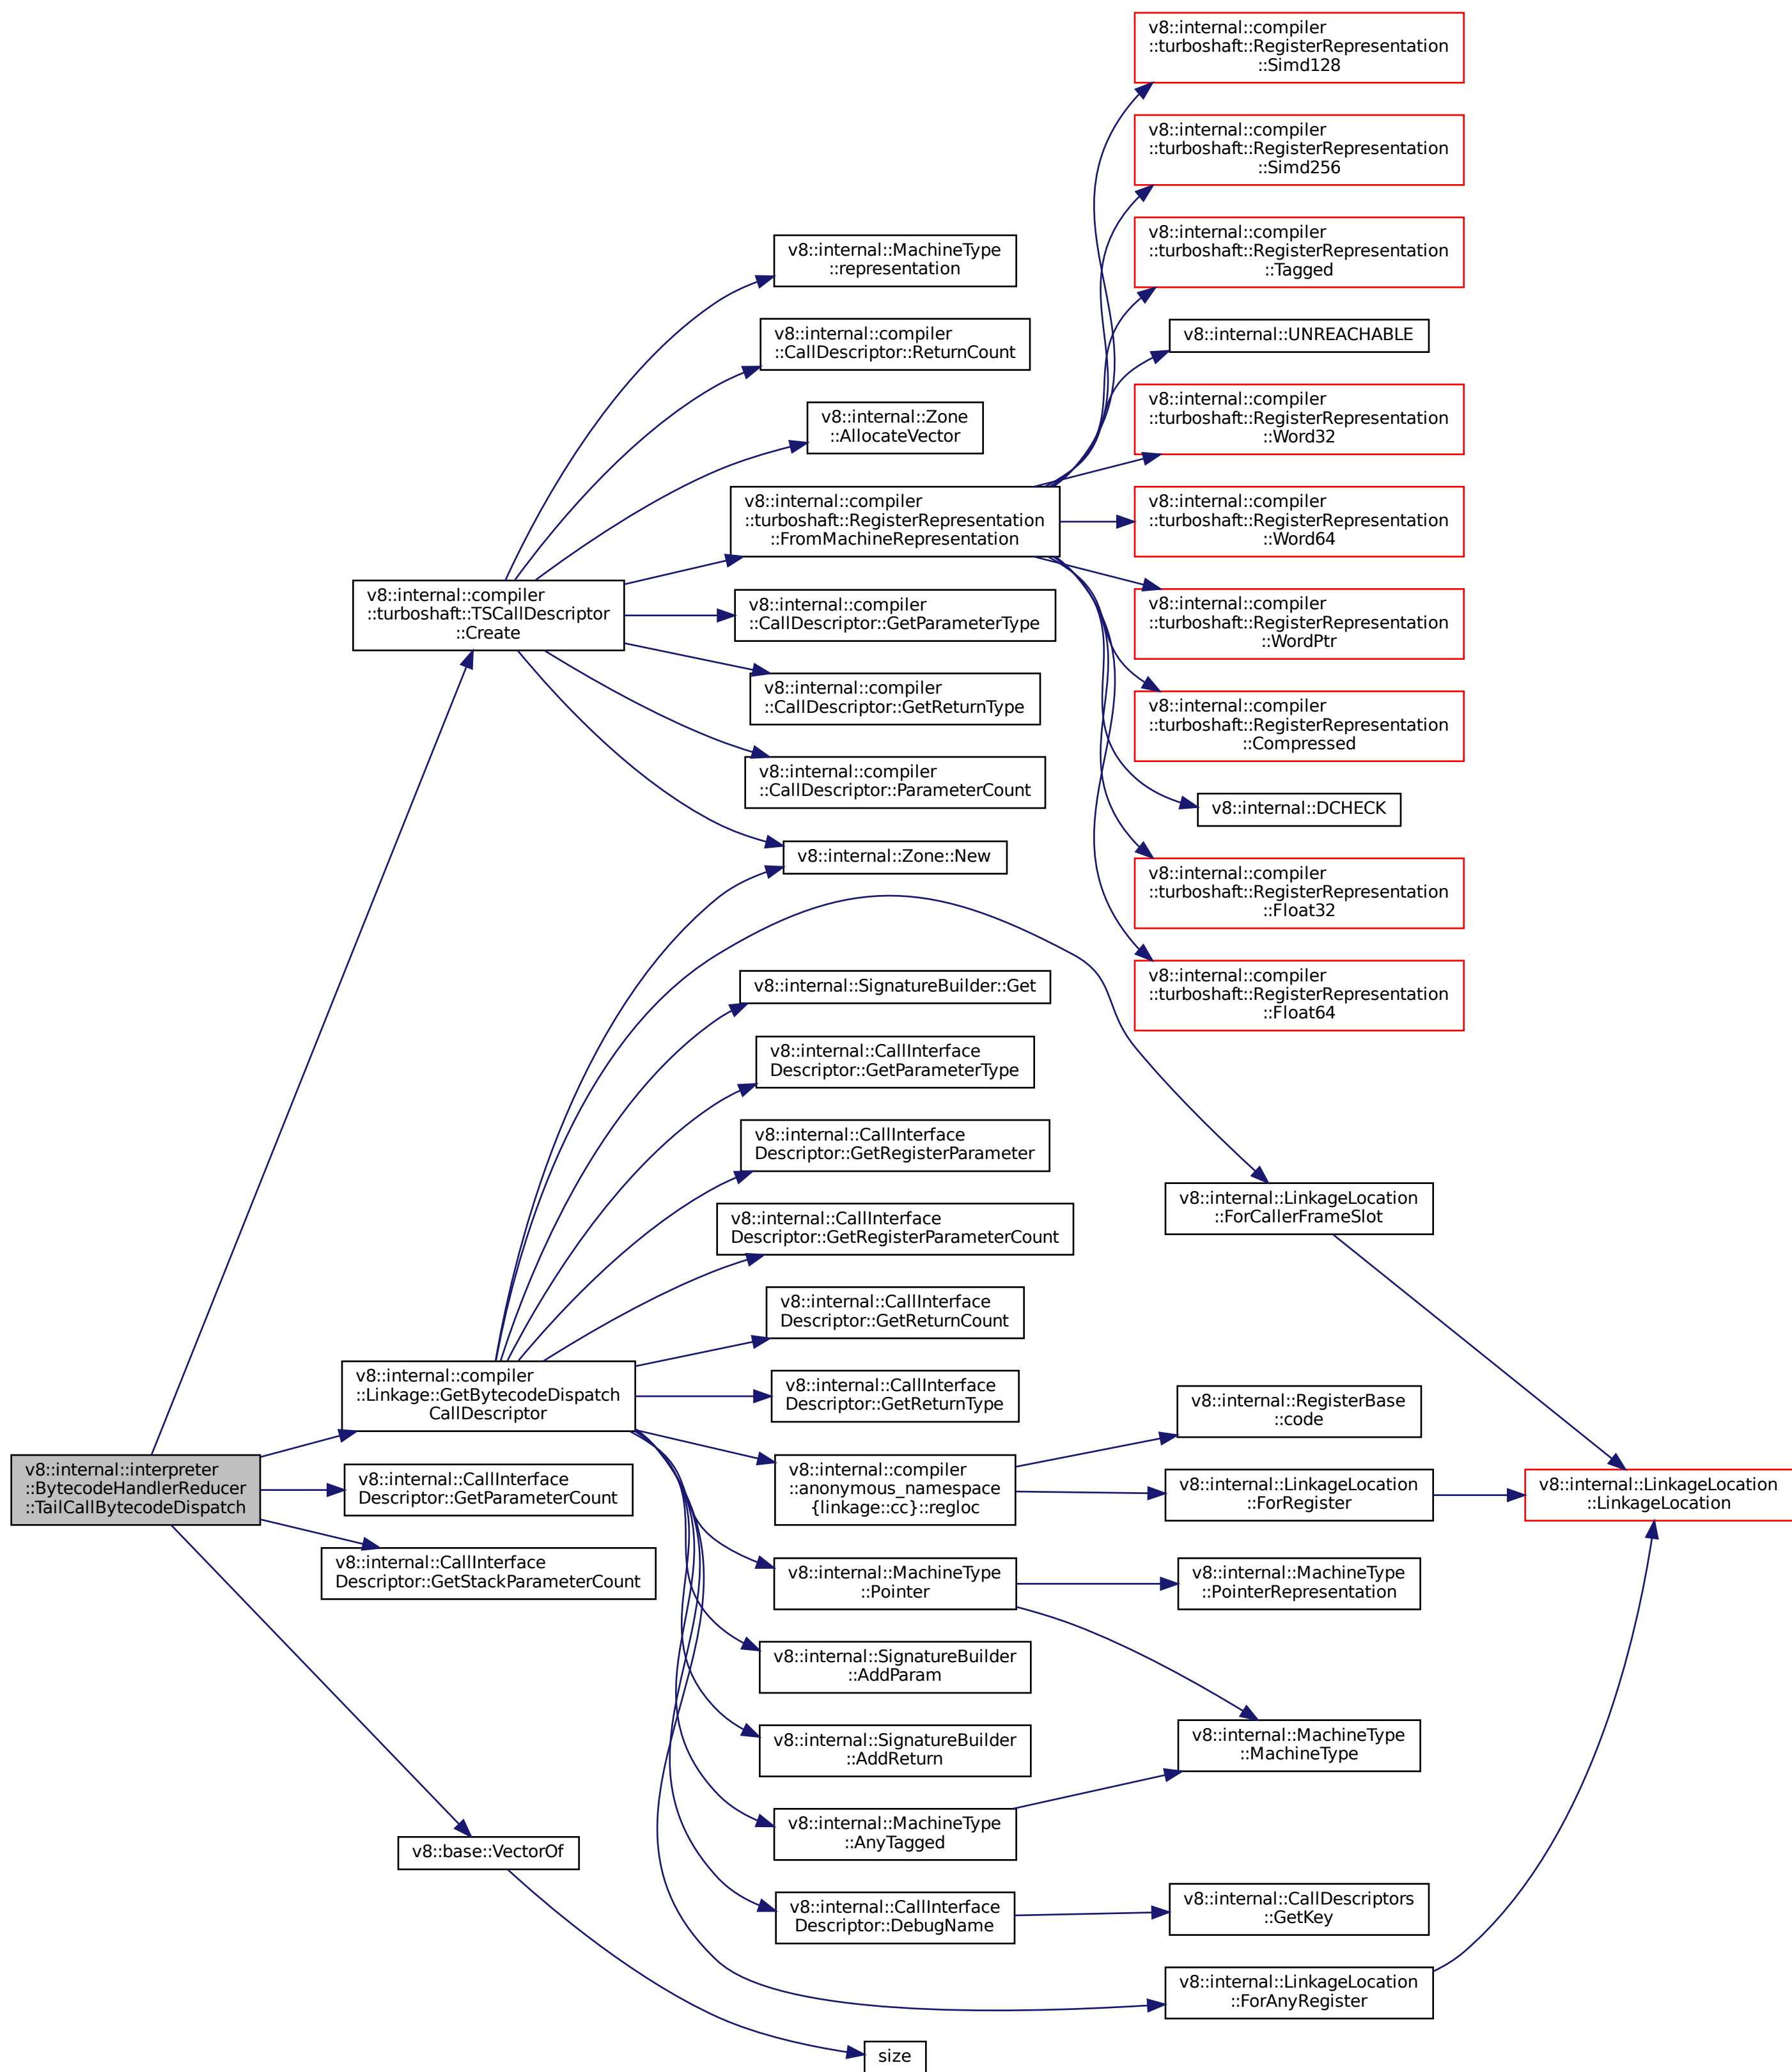 v8::internal::compiler
::turboshaft::RegisterRepresentation
::Simd128
v8::internal::compiler
::turboshaft::RegisterRepresentation
::Simd256
v8::internal::compiler
::turboshaft::RegisterRepresentation
::Tagged
v8::internal::MachineType
::representation
v8::internal::compiler
::CallDescriptor::ReturnCount
v8::internal::UNREACHABLE
v8::internal::Zone
::AllocateVector
v8::internal::compiler
::turboshaft::RegisterRepresentation
::Word32
v8::internal::compiler
::turboshaft::RegisterRepresentation
::FromMachineRepresentation
v8::internal::compiler
::turboshaft::RegisterRepresentation
::Word64
v8::internal::compiler
::turboshaft::TSCallDescriptor
::Create
v8::internal::compiler
::CallDescriptor::GetParameterType
v8::internal::compiler
::turboshaft::RegisterRepresentation
::WordPtr
v8::internal::compiler
::CallDescriptor::GetReturnType
v8::internal::compiler
::turboshaft::RegisterRepresentation
::Compressed
v8::internal::compiler
::CallDescriptor::ParameterCount
v8::internal::DCHECK
v8::internal::Zone::New
v8::internal::compiler
::turboshaft::RegisterRepresentation
::Float32
v8::internal::SignatureBuilder::Get
v8::internal::compiler
::turboshaft::RegisterRepresentation
::Float64
v8::internal::CallInterface
Descriptor::GetParameterType
v8::internal::CallInterface
Descriptor::GetRegisterParameter
v8::internal::CallInterface
Descriptor::GetRegisterParameterCount
v8::internal::LinkageLocation
::ForCallerFrameSlot
v8::internal::CallInterface
Descriptor::GetReturnCount
v8::internal::compiler
::Linkage::GetBytecodeDispatch
CallDescriptor
v8::internal::CallInterface
Descriptor::GetReturnType
v8::internal::RegisterBase
::code
v8::internal::interpreter
::BytecodeHandlerReducer
::TailCallBytecodeDispatch
v8::internal::CallInterface
Descriptor::GetParameterCount
v8::internal::compiler
::anonymous_namespace
{linkage::cc}::regloc
v8::internal::LinkageLocation
::ForRegister
v8::internal::LinkageLocation
::LinkageLocation
v8::internal::CallInterface
Descriptor::GetStackParameterCount
v8::internal::MachineType
::Pointer
v8::internal::MachineType
::PointerRepresentation
v8::internal::SignatureBuilder
::AddParam
v8::internal::SignatureBuilder
::AddReturn
v8::internal::MachineType
::MachineType
v8::internal::MachineType
::AnyTagged
v8::base::VectorOf
v8::internal::CallInterface
Descriptor::DebugName
v8::internal::CallDescriptors
::GetKey
v8::internal::LinkageLocation
::ForAnyRegister
size